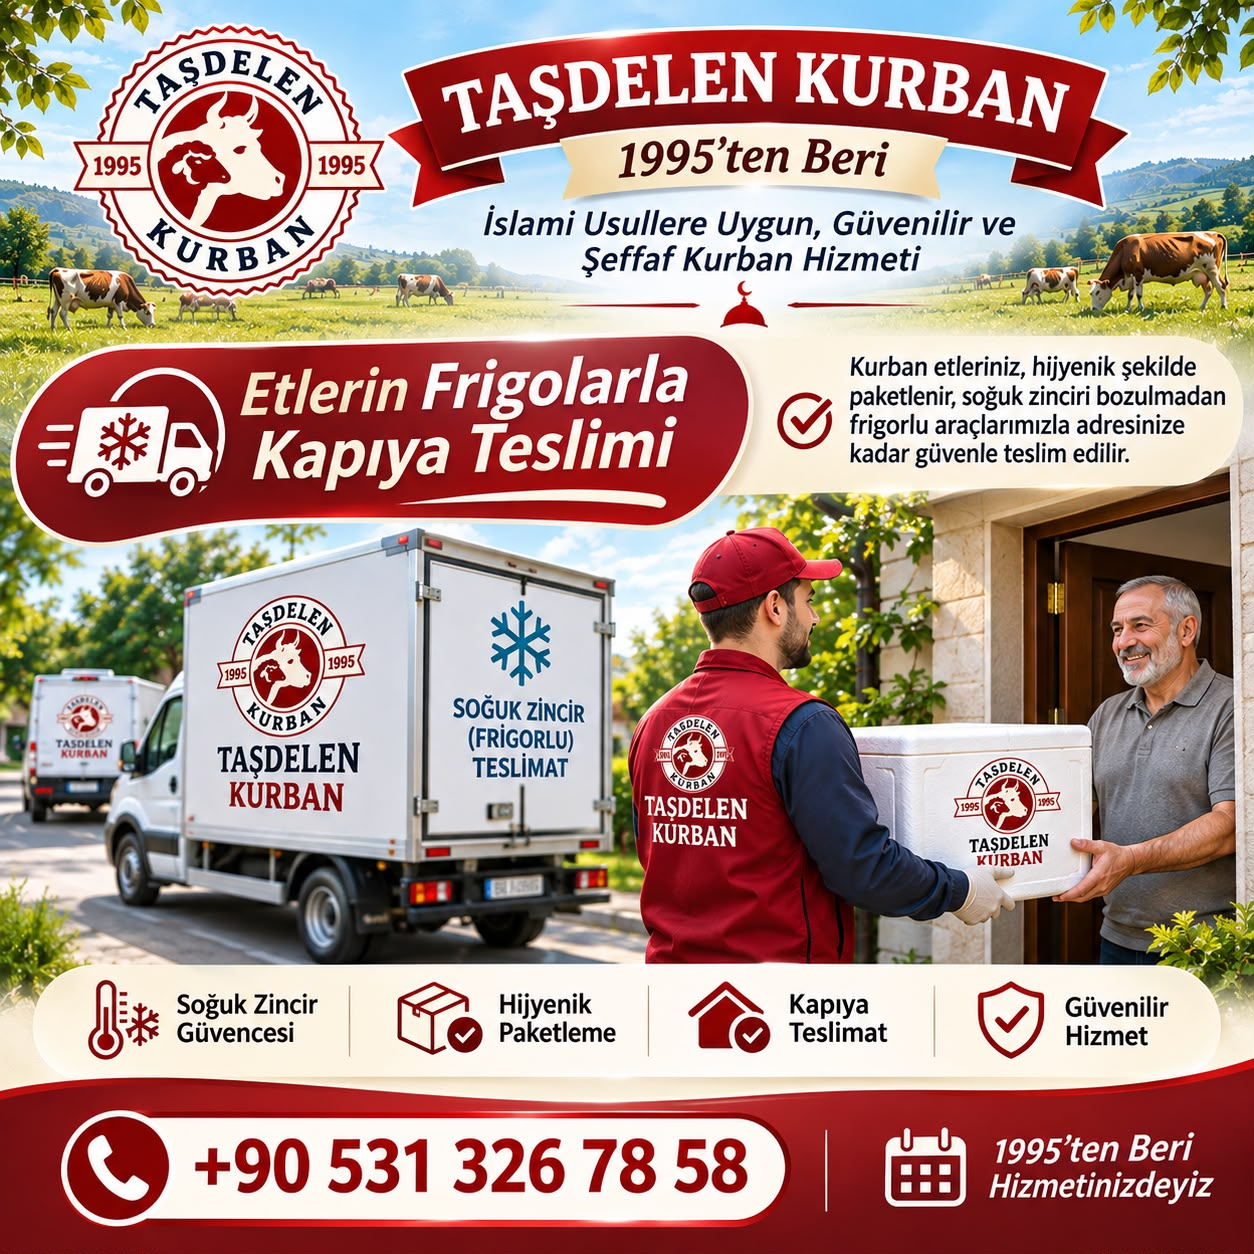 TAŞDELEN
1995 1995
KURBAN
TAŞDELEN KURBAN
1995'ten Beri
İslami Usullere Uygun, Güvenilir ve
Şeffaf Kurban Hizmeti
Etlerin Frigolarla
Kapıya Teslimi
Kurban etleriniz, hijyenik şekilde
paketlenir, soğuk zinciri bozulmadan
frigorlu araçlarımızla adresinize
kadar güvenle teslim edilir.
TAŞDELEN
KURBAN
TAŞDELEN
1995 1995
KURBAN
TAŞDELEN
KURBAN
SOĞUK ZİNCİR
(FRİGORLU)
TESLİMAT
TAŞDELEN
KURBAN
TAŞDELEN
KURBAN
TAŞDELEN
1995 1995
KURBAN
TAŞDELEN
KURBAN
Soğuk Zincir
Güvencesi
Hijyenik
Paketleme
Kapıya
Teslimat
Güvenilir
Hizmet
+90 531 326 78 58
1995'ten Beri
Hizmetinizdeyiz